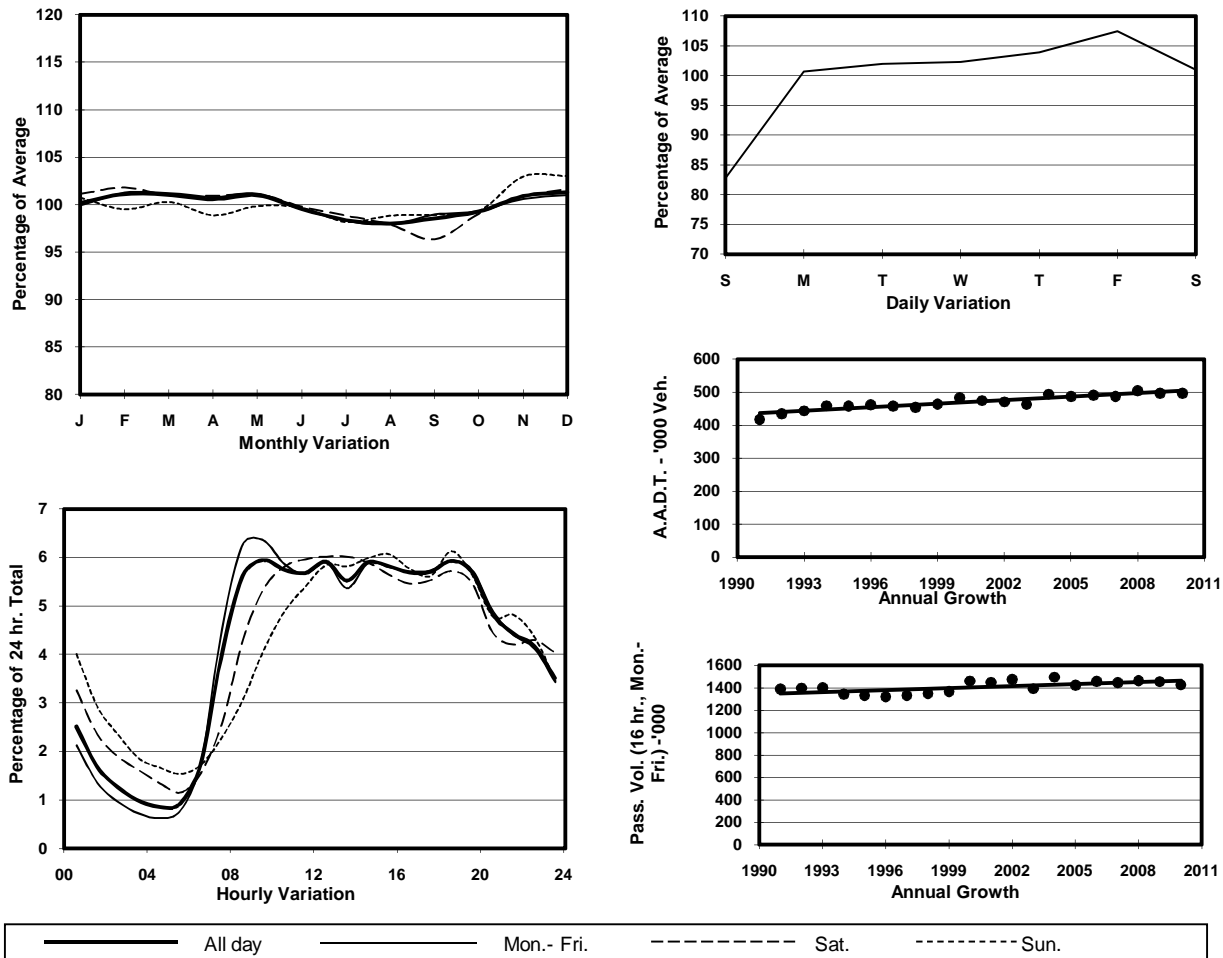 120
115
110
105
100
95
90
85
80
Percentage of Average
J F M A M J J A S O N D
Monthly Variation
110
105
100
95
90
85
80
75
70
Percentage of Average
S M T W T F S
Daily Variation
600
500
400
300
200
100
0
A.A.D.T. - '000 Veh.
1990 1993 1996 1999 2002 2005 2008 2011
Annual Growth
7
6
5
4
3
2
1
0
Percentage of 24 hr. Total
00 04 08 12 16 20 24
Hourly Variation
1600
1400
1200
1000
800
600
400
200
0
Pass. Vol. (16 hr., Mon.-
Fri.) -'000
1990 1993 1996 1999 2002 2005 2008 2011
Annual Growth
All day Mon.- Fri. Sat. Sun.